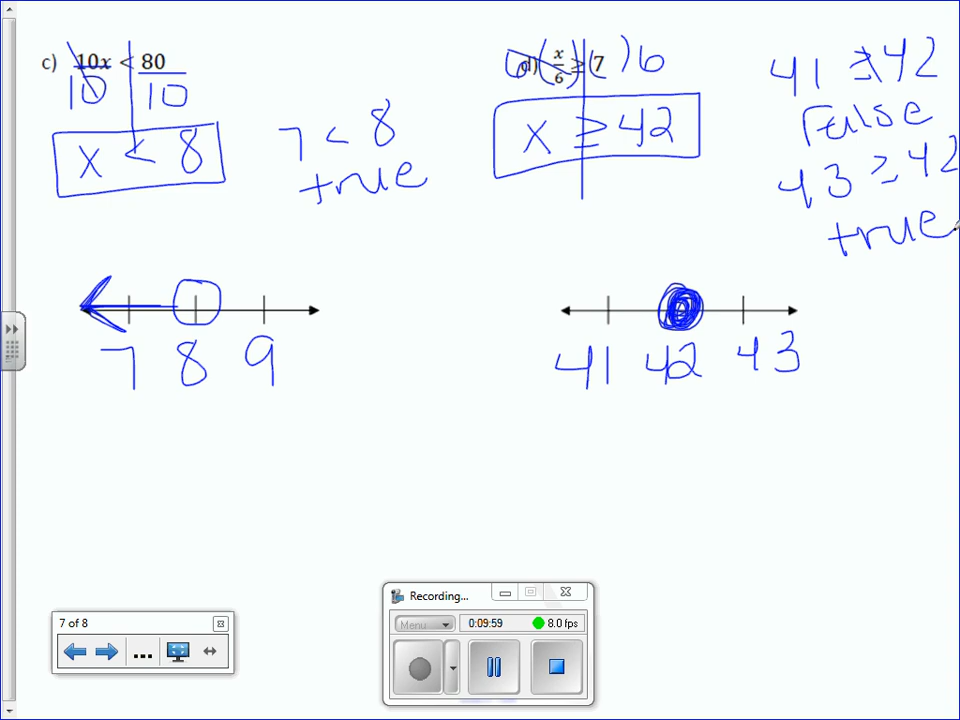 c) 10x < 80
10 10
x < 8
7 < 8
true
d) 6(x/6) ≥ (7)6
x ≥ 42
41 ≥ 42
False
43 ≥ 42
true
7 8 9
41 42 43
7 of 8
...
Recording...
Menu 0:09:59 8.0 fps